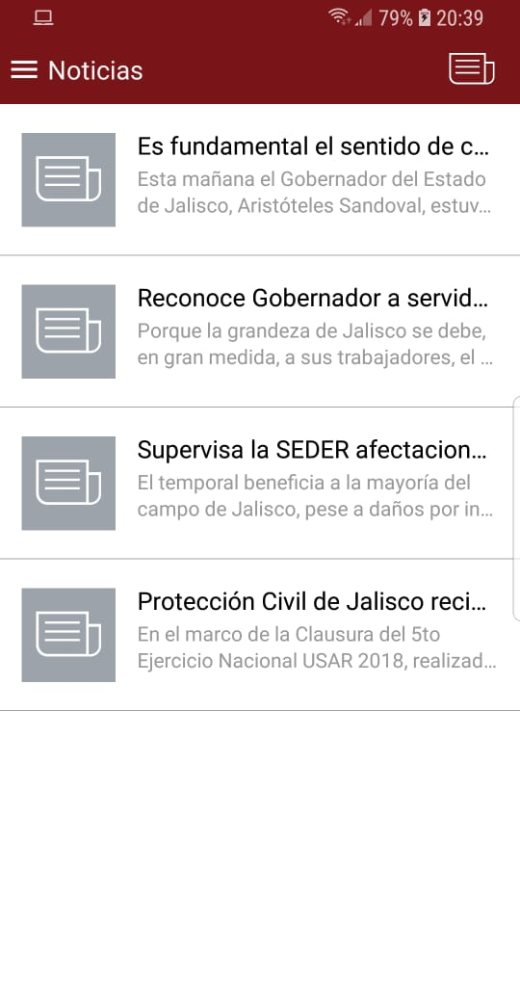 79% 20:39
Noticias
Es fundamental el sentido de c...
Esta mañana el Gobernador del Estado
de Jalisco, Aristóteles Sandoval, estuv...
Reconoce Gobernador a servid...
Porque la grandeza de Jalisco se debe,
en gran medida, a sus trabajadores, el ...
Supervisa la SEDER afectacion...
El temporal beneficia a la mayoría del
campo de Jalisco, pese a daños por in...
Protección Civil de Jalisco reci...
En el marco de la Clausura del 5to
Ejercicio Nacional USAR 2018, realizad...